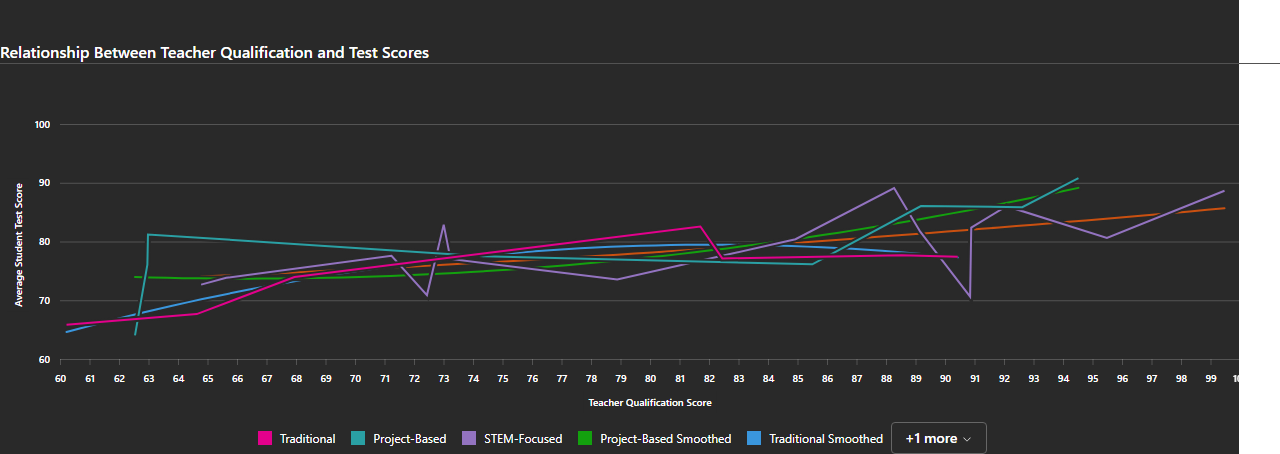 Relationship Between Teacher Qualification and Test Scores
100
90
80
70
60
Average Student Test Score
60 61 62 63 64 65 66 67 68 69 70 71 72 73 74 75 76 77 78 79 80 81 82 83 84 85 86 87 88 89 90 91 92 93 94 95 96 97 98 99
Teacher Qualification Score
Traditional Project-Based STEM-Focused Project-Based Smoothed Traditional Smoothed +1 more